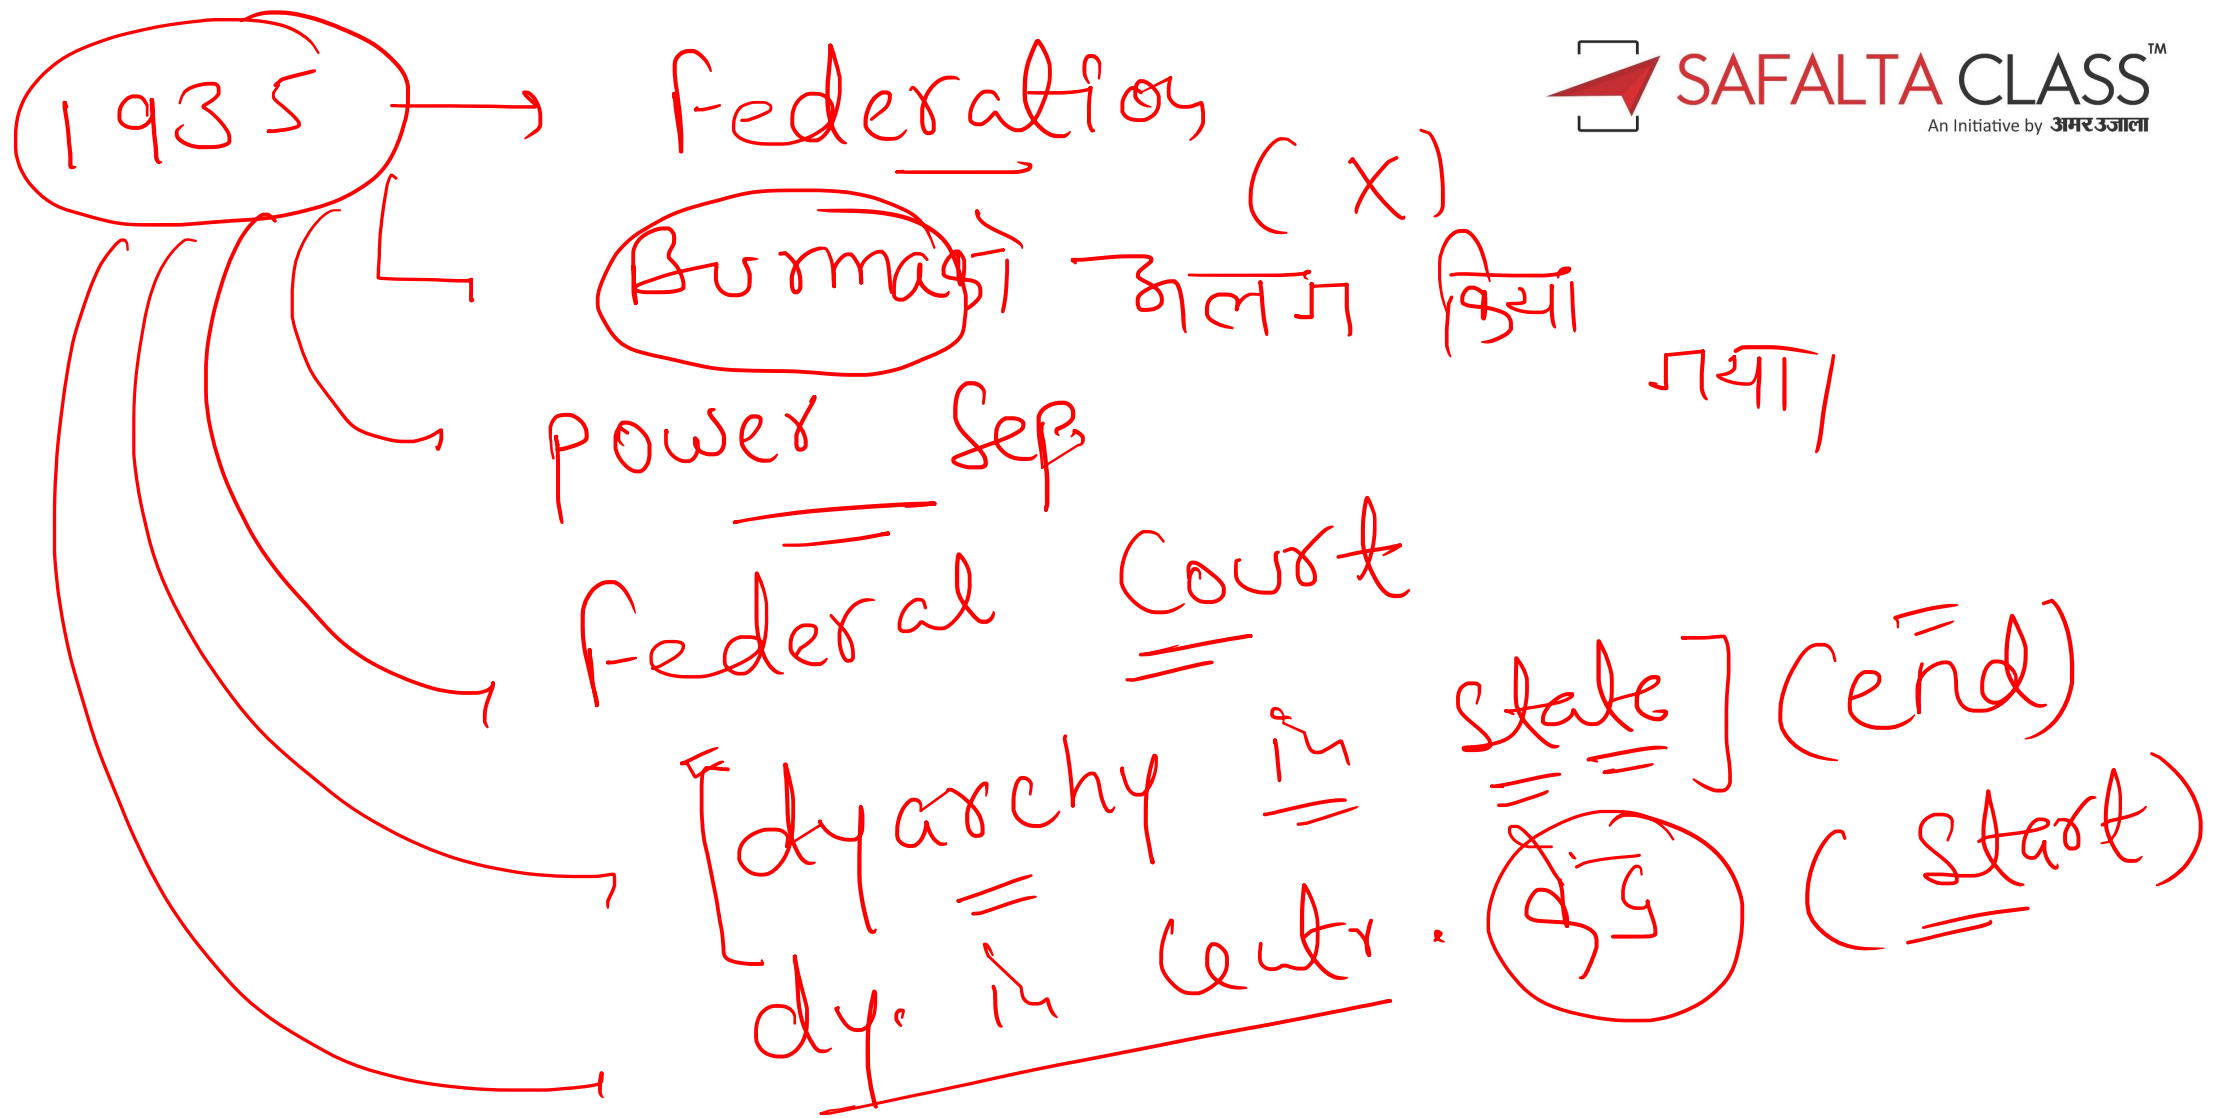 1935 → Federation
SAFALTA CLASS™
An Initiative by अमर उजाला
(X)
Burma को अलग किया
गया।
power Sep
Federal Court
dyarchy in state] (end)
dy. in Centr. (Start)